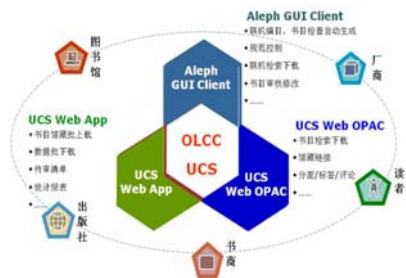 Aleph GUI Client
• 联机编目，书目检查自动生成
• 规范控制
• 联机检索下载
• 书目审核修改
• ......
图书馆
厂商
Aleph
GUI Client
UCS Web App
• 书目馆藏批上载
• 数据批下载
• 待审清单
• 统计报表
• ......
OLCC
UCS
UCS
Web App
UCS
Web OPAC
UCS Web OPAC
• 书目检索下载
• 馆藏链接
• 分面/标签/评论
• ......
出版社
书商
读者